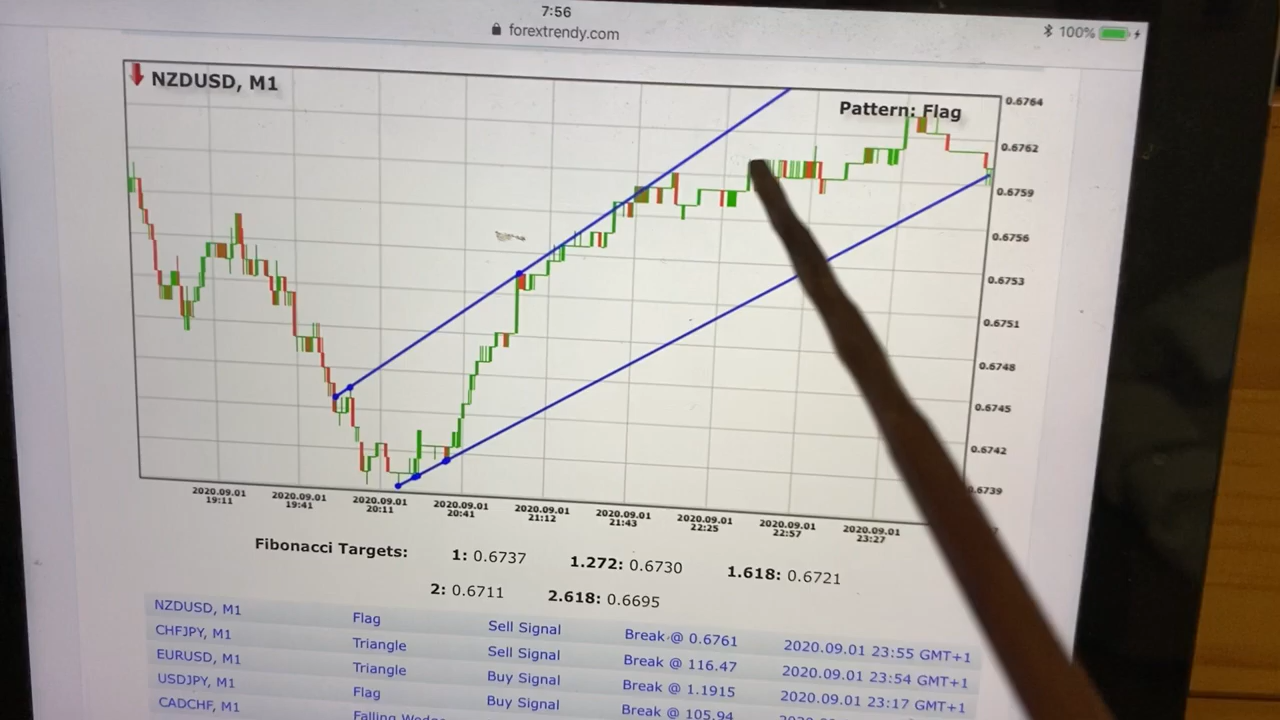 7:56
forextrendy.com
100%
NZDUSD, M1
Pattern: Flag
0.6764
0.6762
0.6759
0.6756
0.6753
0.6751
0.6748
0.6745
0.6742
0.6739
2020.09.01 2020.09.01 2020.09.01 2020.09.01 2020.09.01 2020.09.01 2020.09.01 2020.09.01 2020.09.01
19:11 19:41 20:11 20:41 21:12 21:43 22:25 22:57 23:27
Fibonacci Targets: 1: 0.6737 1.272: 0.6730 1.618: 0.6721
2: 0.6711 2.618: 0.6695
NZDUSD, M1 Flag Sell Signal Break @ 0.6761 2020.09.01 23:55 GMT+1
CHFJPY, M1 Triangle Sell Signal Break @ 116.47 2020.09.01 23:54 GMT+1
EURUSD, M1 Triangle Buy Signal Break @ 1.1915 2020.09.01 23:17 GMT+1
USDJPY, M1 Flag Buy Signal Break @ 105.94
CADCHF, M1 Falling